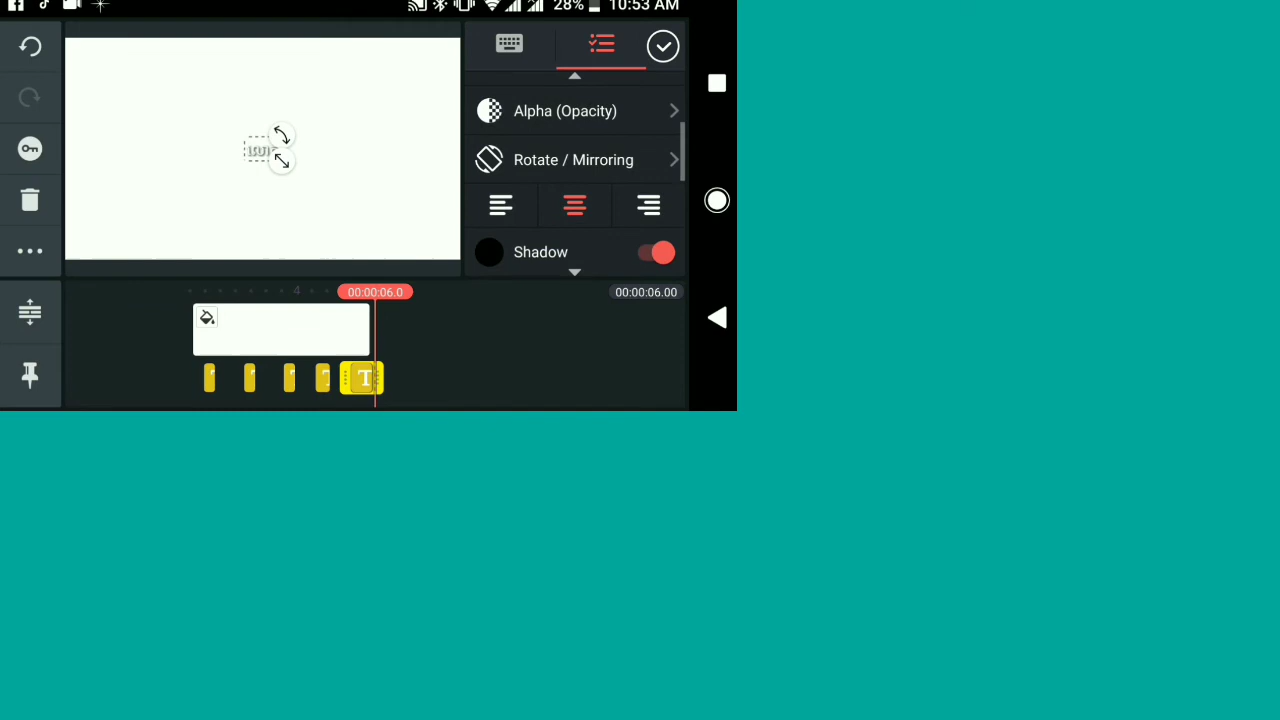 28% 10:53 AM
Alpha (Opacity)
Rotate / Mirroring
Shadow
4
00:00:06.0
00:00:06.00
T